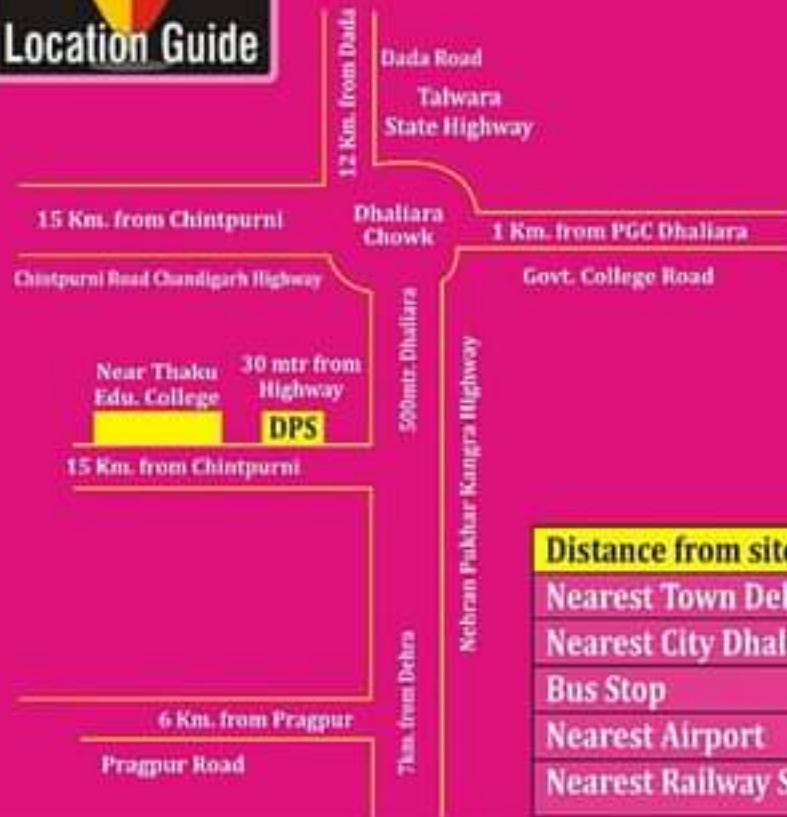 Location Guide
12 Km. from Dada
Dada Road
Talwara
State Highway
15 Km. from Chintpurni
Dhaliara
Chowk
1 Km. from PGC Dhaliara
Chintpurni Road Chandigarh Highway
Govt. College Road
Near Thaku
Edu. College
30 mtr from
Highway
DPS
500mtr. Dhaliara
15 Km. from Chintpurni
Nehran Pukhar Kangra Highway
Distance from site
Nearest Town Deh
Nearest City Dhal
Bus Stop
Nearest Airport
Nearest Railway S
7km. from Dehra
6 Km. from Pragpur
Pragpur Road